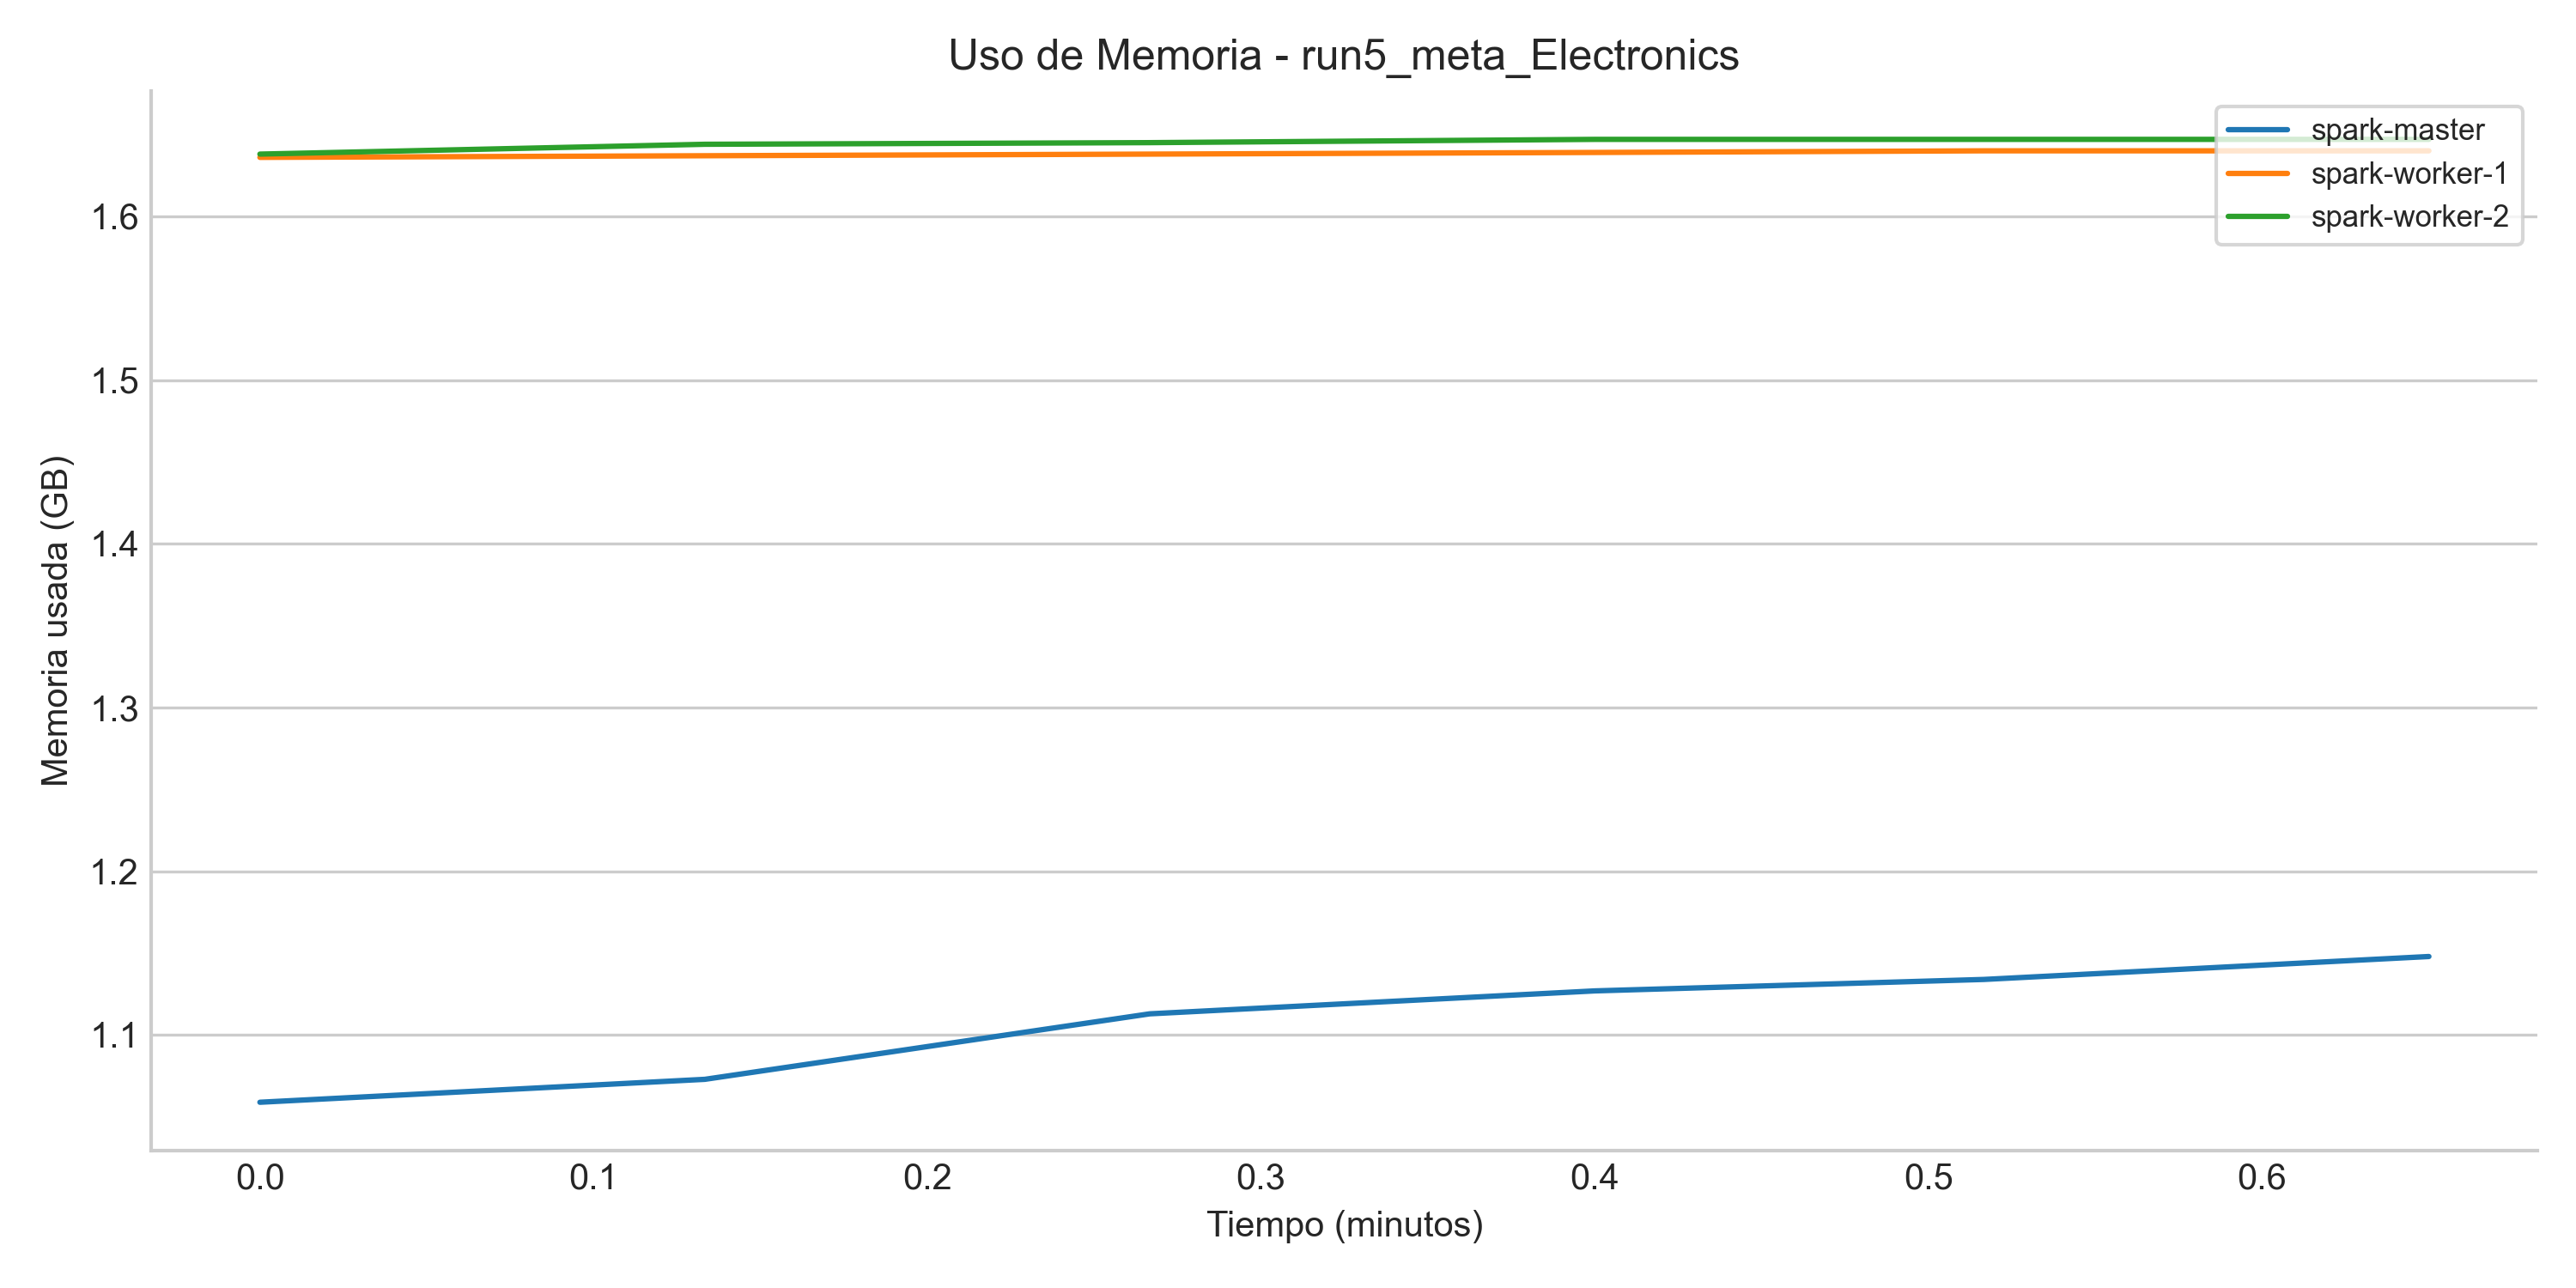 Uso de Memoria - run5_meta_Electronics
spark-master
spark-worker-1
spark-worker-2
Memoria usada (GB)
1.6
1.5
1.4
1.3
1.2
1.1
0.0 0.1 0.2 0.3 0.4 0.5 0.6
Tiempo (minutos)